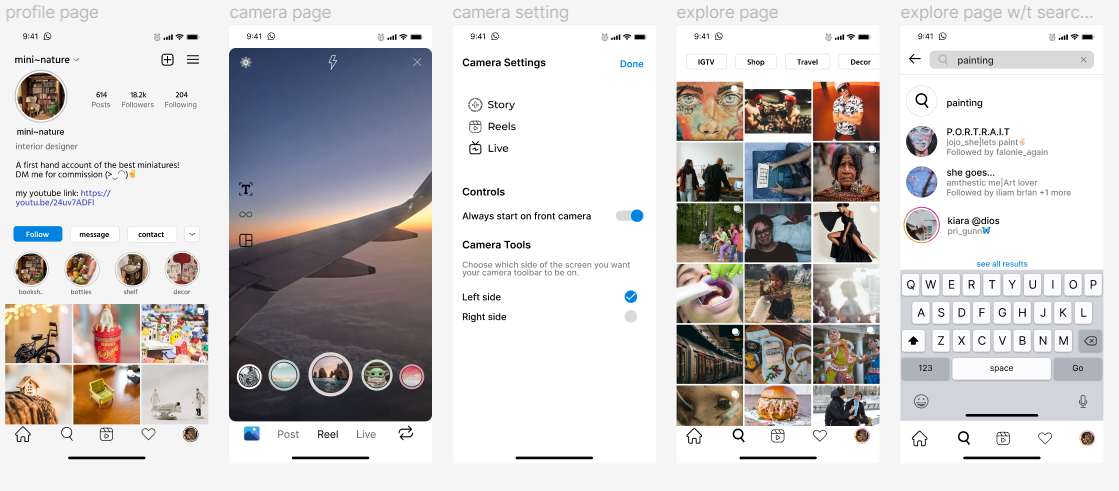 profile page
9:41
mini~nature
614
Posts
18.2k
Followers
204
Following
mini~nature
interior designer
A first hand account of the best miniatures!
DM me for commission (>‿◠)✌
my youtube link: https://
youtu.be/24uv7ADFI
Follow
message
contact
booksh..
bottles
shelf
decor
camera page
9:41
T
Post
Reel
Live
camera setting
9:41
Camera Settings
Done
Story
Reels
Live
Controls
Always start on front camera
Camera Tools
Choose which side of the screen you want
your camera toolbar to be on.
Left side
Right side
explore page
9:41
IGTV
Shop
Travel
Decor
explore page w/t searc...
9:41
painting
painting
P.O.R.T.R.A.I.T
jojo_she|lets paint✌
Followed by falonie_again
she goes...
amthestic me|Art lover
Followed by iliam br!an +1 more
kiara @dios
pri_gunn🦋
see all results
Q W E R T Y U I O P
A S D F G H J K L
Z X C V B N M
123
space
Go